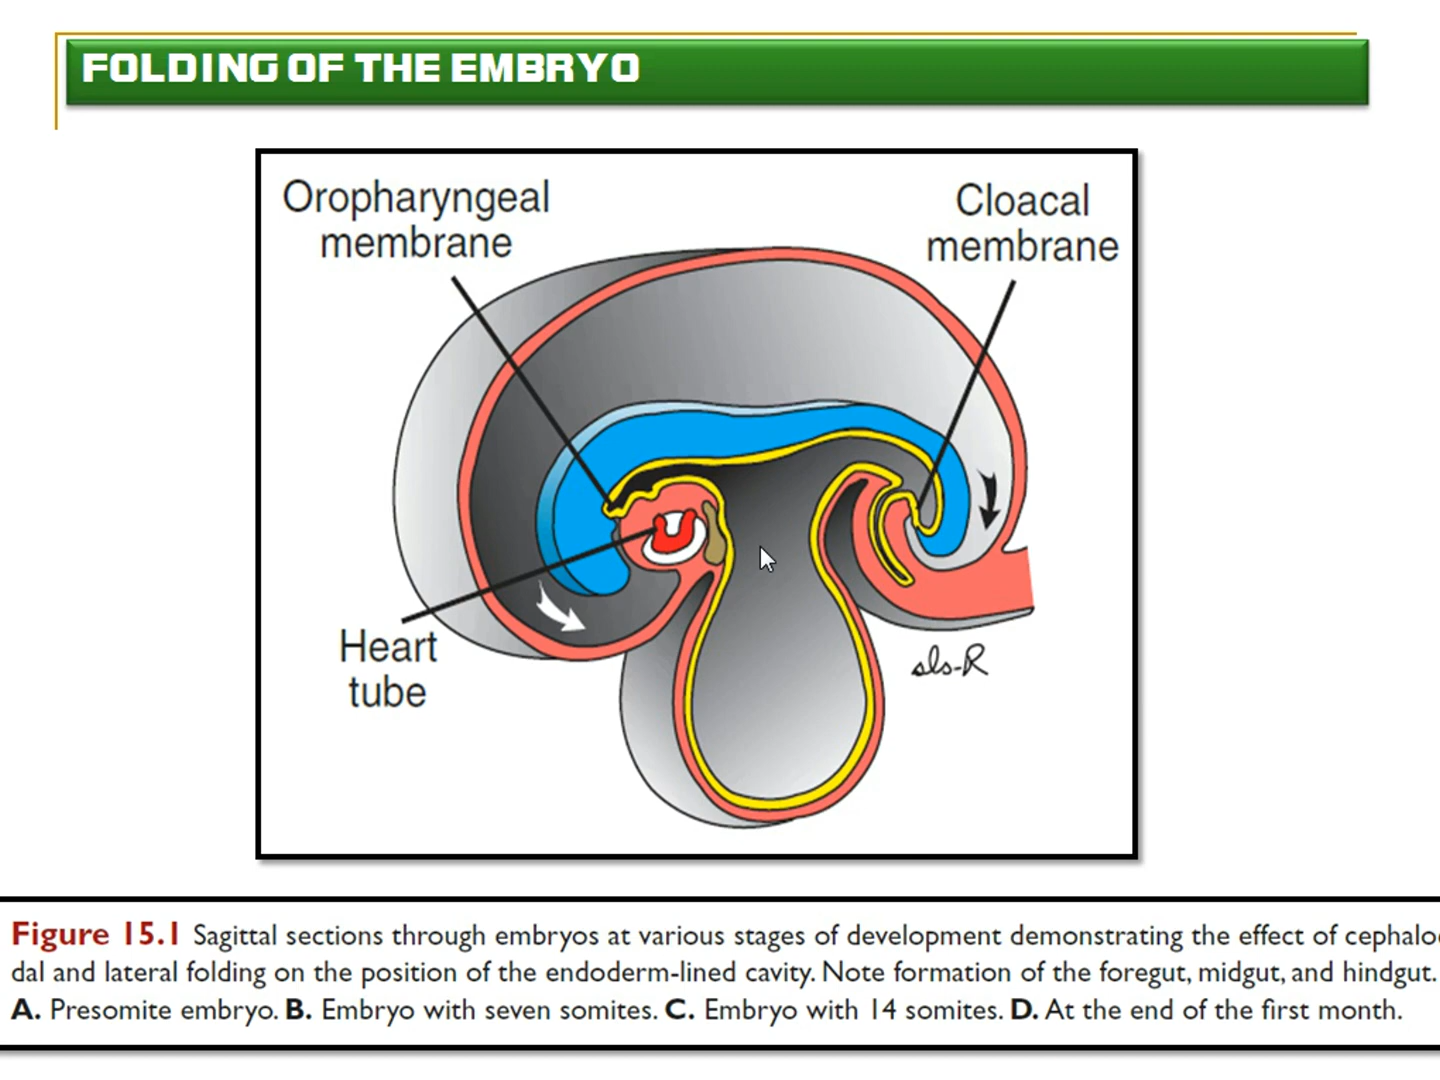 FOLDING OF THE EMBRYO
Oropharyngeal
membrane
Cloacal
membrane
Heart
tube
sls-R
Figure 15.1 Sagittal sections through embryos at various stages of development demonstrating the effect of cephaloc
dal and lateral folding on the position of the endoderm-lined cavity. Note formation of the foregut, midgut, and hindgut.
A. Presomite embryo. B. Embryo with seven somites. C. Embryo with 14 somites. D. At the end of the first month.